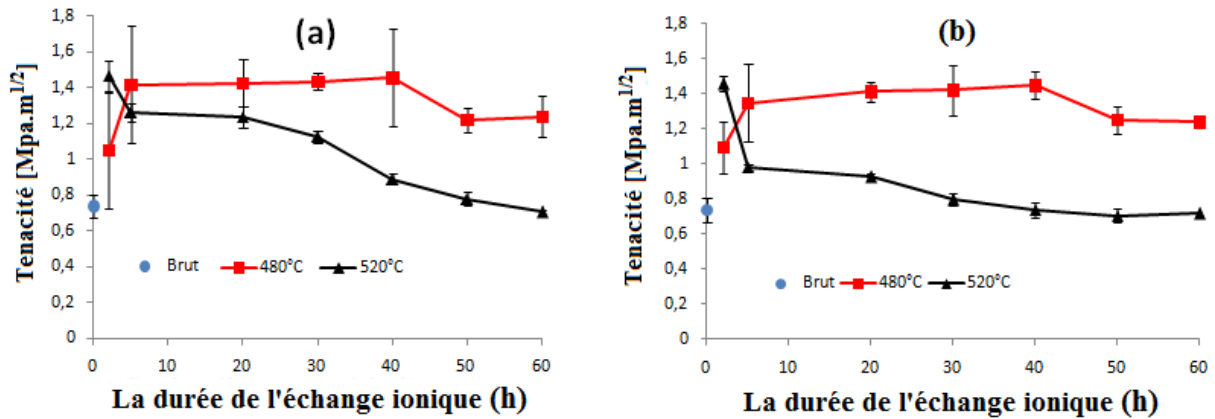 (a)
Tenacité [Mpa.m1/2]
1,8
1,6
1,4
1,2
1
0,8
0,6
0,4
0,2
0
Brut 480°C 520°C
0 10 20 30 40 50 60
La durée de l'échange ionique (h)
(b)
Tenacité [Mpa.m1/2]
1,8
1,6
1,4
1,2
1
0,8
0,6
0,4
0,2
0
Brut 480°C 520°C
0 10 20 30 40 50 60
La durée de l'échange ionique (h)